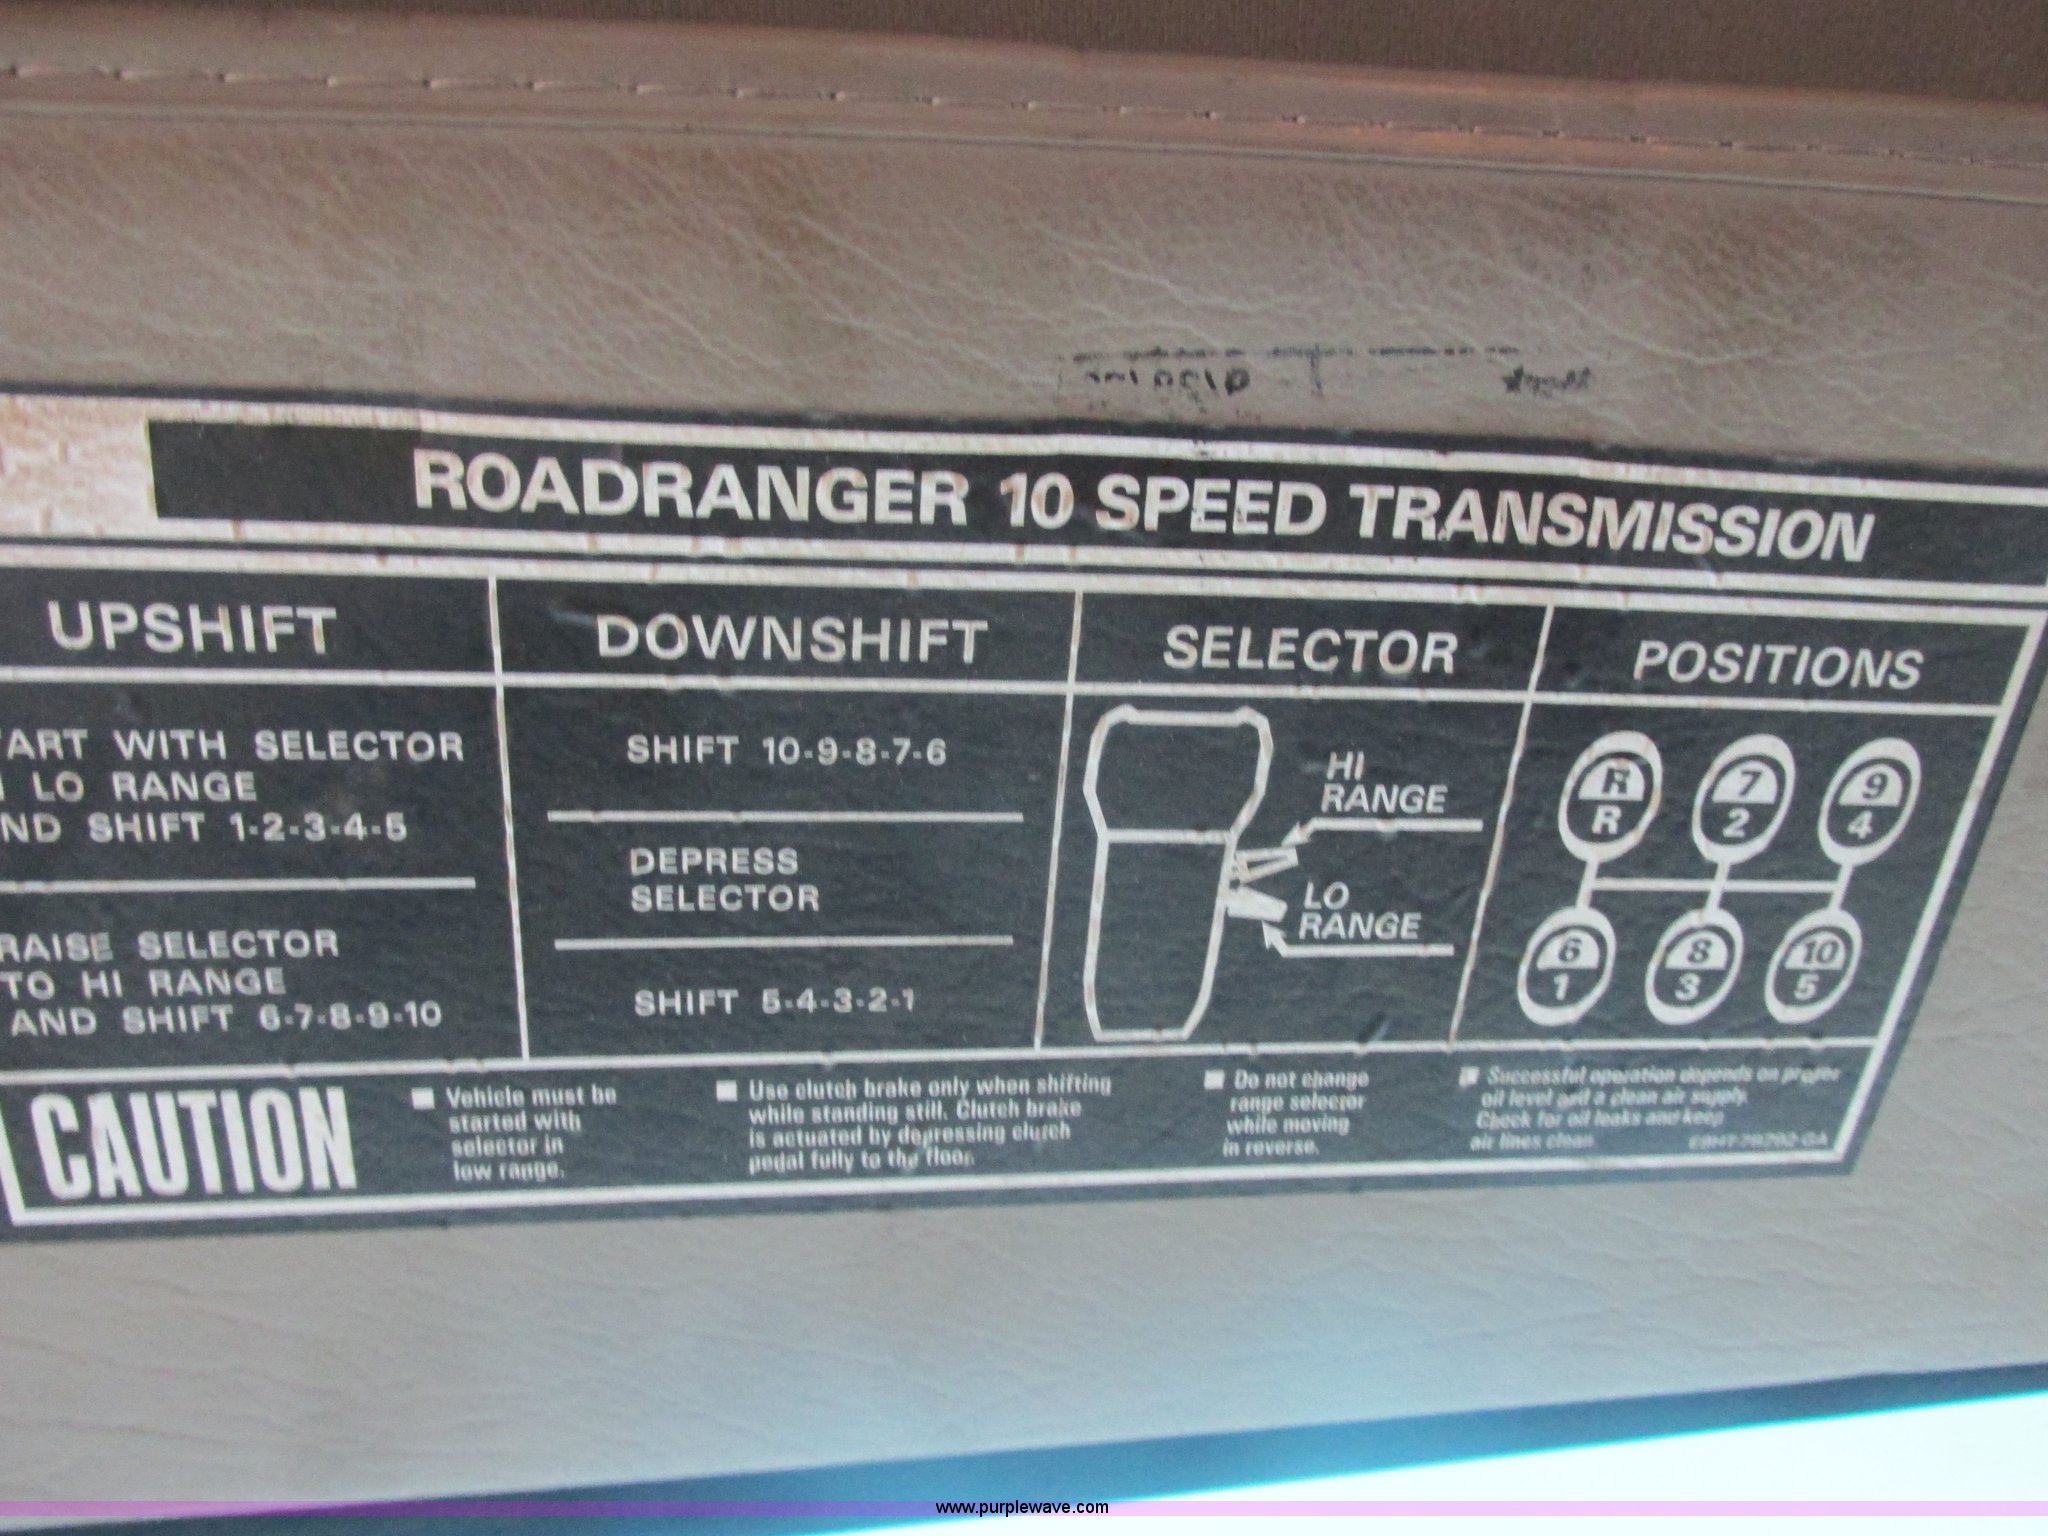 ROADRANGER 10 SPEED TRANSMISSION
UPSHIFT
ART WITH SELECTOR
LO RANGE
ND SHIFT 1-2-3-4-5
RAISE SELECTOR
TO HI RANGE
AND SHIFT 6-7-8-9-10
DOWNSHIFT
SHIFT 10-9-8-7-6
DEPRESS
SELECTOR
SHIFT 5-4-3-2-1
SELECTOR
HI
RANGE
LO
RANGE
POSITIONS
R 7 9
R 2 4
6 8 10
1 3 5
CAUTION
Vehicle must be
started with
selector in
low range.
Use clutch brake only when shifting
while standing still. Clutch brake
is actuated by depressing clutch
pedal fully to the floor.
Do not change
range selector
while moving
in reverse.
Successful operation depends on proper
oil level and a clean air supply.
Check for oil leaks and keep
air lines clean.
www.purplewave.com